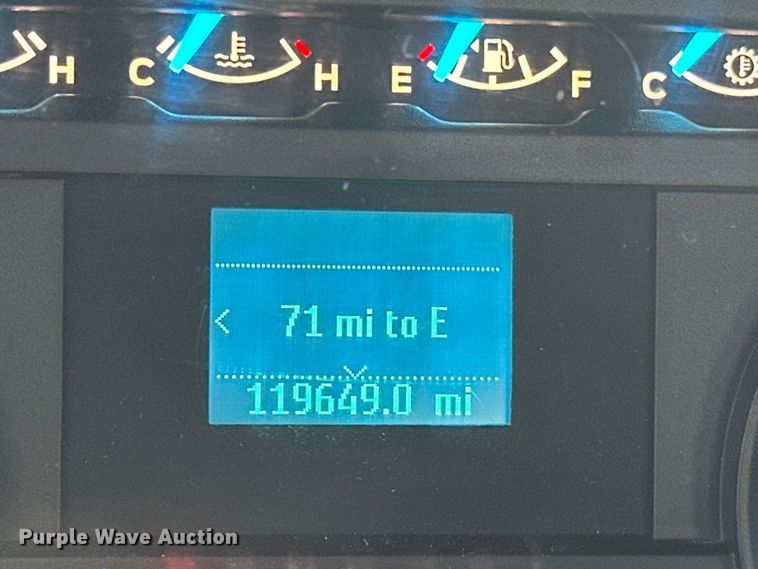 H C H E F C
< 71 mi to E
119649.0 mi
Purple Wave Auction